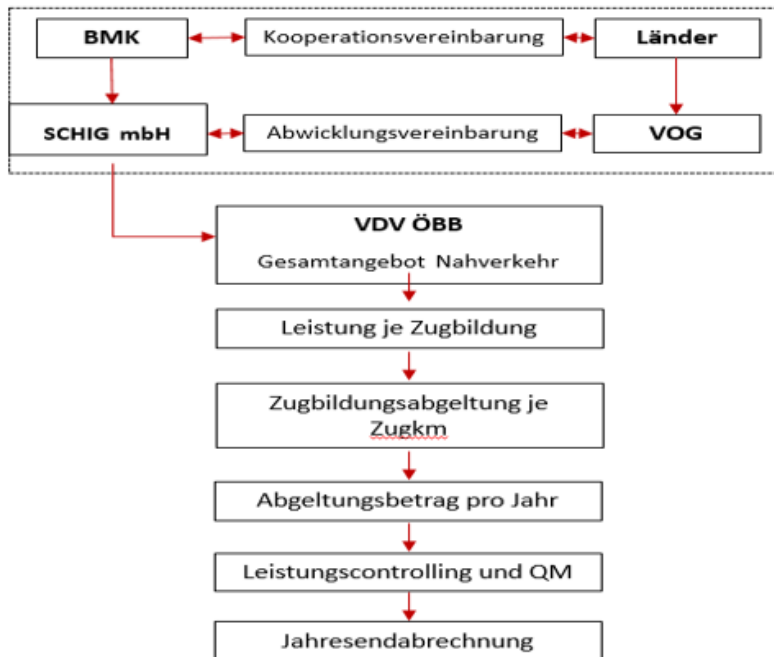 BMK
Kooperationsvereinbarung
Länder
SCHIG mbH
Abwicklungsvereinbarung
VOG
VDV ÖBB
Gesamtangebot Nahverkehr
Leistung je Zugbildung
Zugbildungsabgeltung je
Zugkm
Abgeltungsbetrag pro Jahr
Leistungscontrolling und QM
Jahresendabrechnung